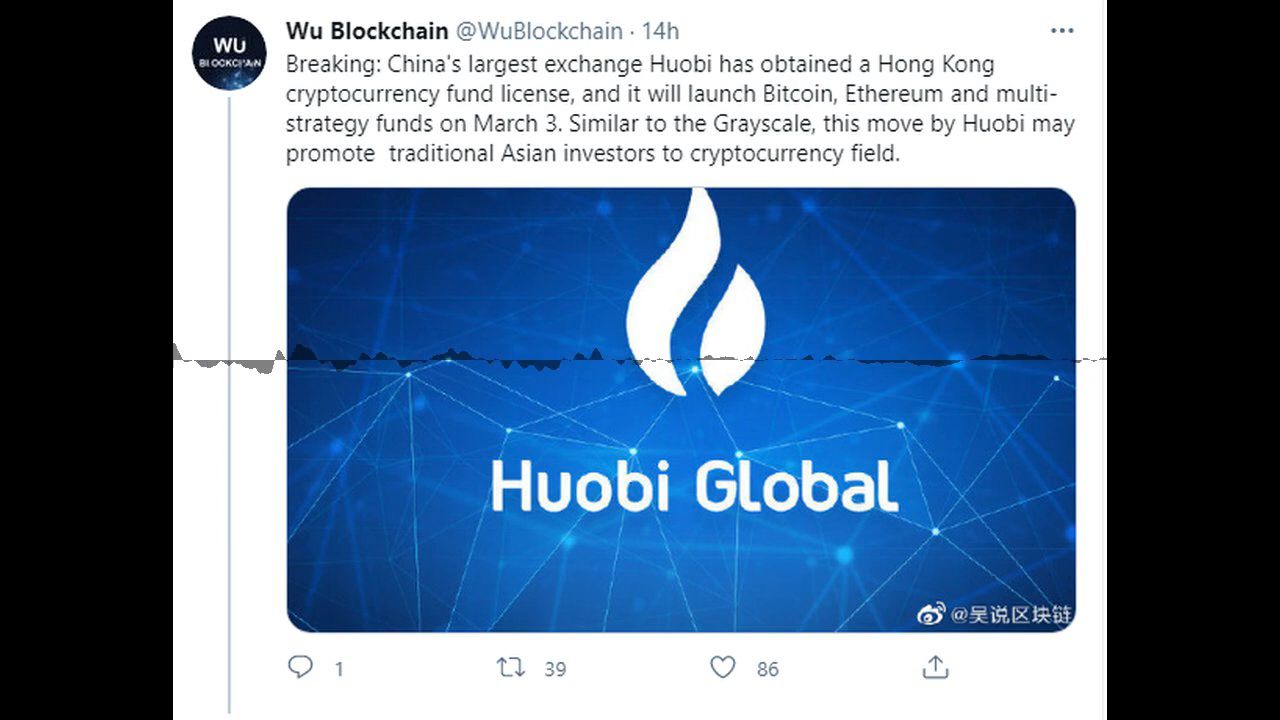 WU
BLOCKCHAIN
Wu Blockchain @WuBlockchain · 14h
Breaking: China's largest exchange Huobi has obtained a Hong Kong
cryptocurrency fund license, and it will launch Bitcoin, Ethereum and multi-
strategy funds on March 3. Similar to the Grayscale, this move by Huobi may
promote  traditional Asian investors to cryptocurrency field.
Huobi Global
@吴说区块链
1 39 86